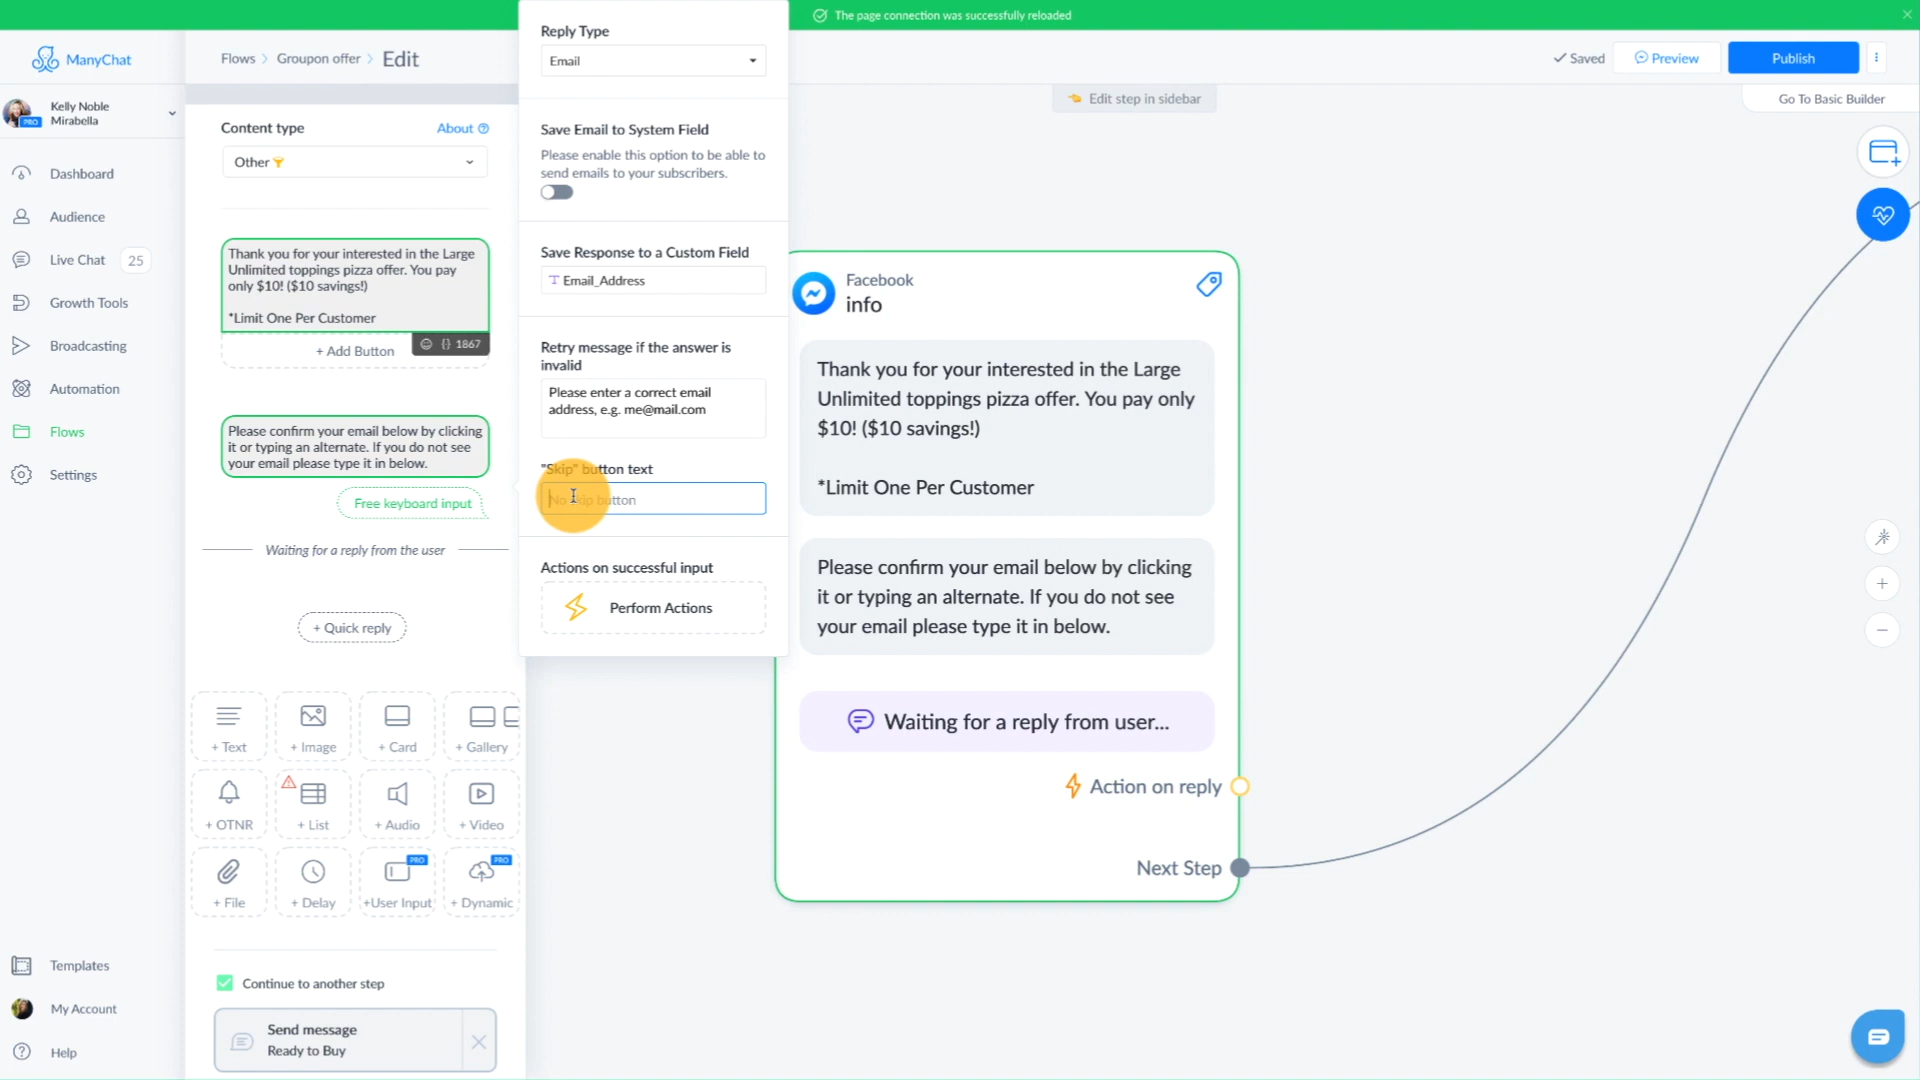 The page connection was successfully reloaded
ManyChat
Kelly Noble
Mirabella
PRO
Dashboard
Audience
Live Chat 25
Growth Tools
Broadcasting
Automation
Flows
Settings
Templates
My Account
Help
Flows > Groupon offer > Edit
Content type
About
Other
Thank you for your interested in the Large
Unlimited toppings pizza offer. You pay
only $10! ($10 savings!)
*Limit One Per Customer
+ Add Button
{} 1867
Please confirm your email below by clicking
it or typing an alternate. If you do not see
your email please type it in below.
Free keyboard input
Waiting for a reply from the user
+ Quick reply
+ Text
+ Image
+ Card
+ Gallery
+ OTNR
+ List
+ Audio
+ Video
+ File
+ Delay
PRO
+User Input
PRO
+ Dynamic
Continue to another step
Send message
Ready to Buy
Reply Type
Email
Save Email to System Field
Please enable this option to be able to
send emails to your subscribers.
Save Response to a Custom Field
T Email_Address
Retry message if the answer is
invalid
Please enter a correct email
address, e.g. me@mail.com
"Skip" button text
No skip button
Actions on successful input
Perform Actions
Edit step in sidebar
Saved
Preview
Publish
Go To Basic Builder
Facebook
info
Thank you for your interested in the Large
Unlimited toppings pizza offer. You pay only
$10! ($10 savings!)
*Limit One Per Customer
Please confirm your email below by clicking
it or typing an alternate. If you do not see
your email please type it in below.
Waiting for a reply from user...
Action on reply
Next Step